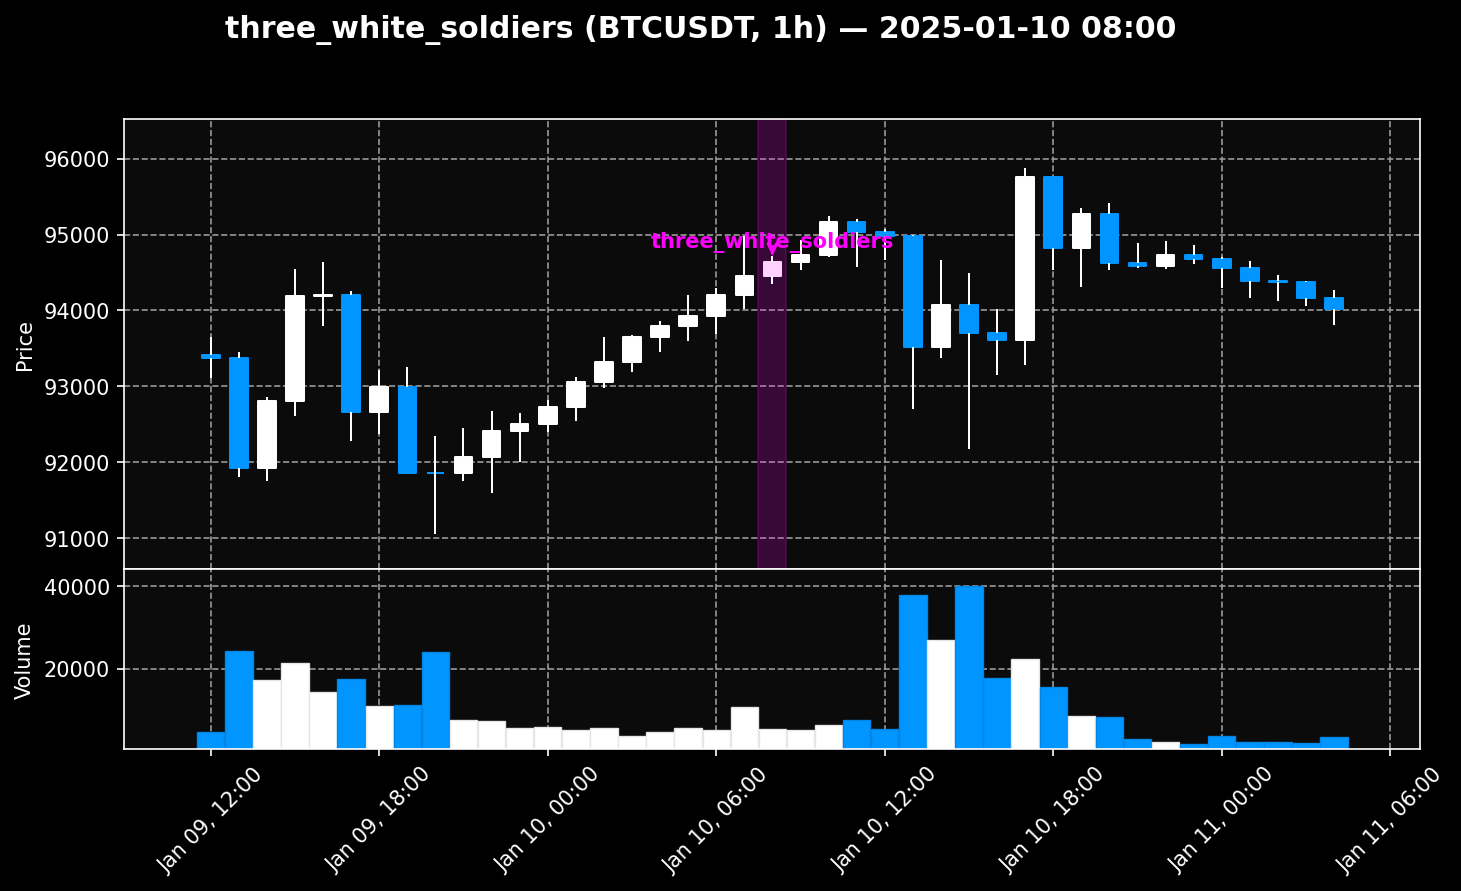 three_white_soldiers (BTCUSDT, 1h) — 2025-01-10 08:00
96000
95000
94000
93000
92000
91000
Price
three_white_soldiers
40000
20000
Volume
Jan 09, 12:00
Jan 09, 18:00
Jan 10, 00:00
Jan 10, 06:00
Jan 10, 12:00
Jan 10, 18:00
Jan 11, 00:00
Jan 11, 06:00